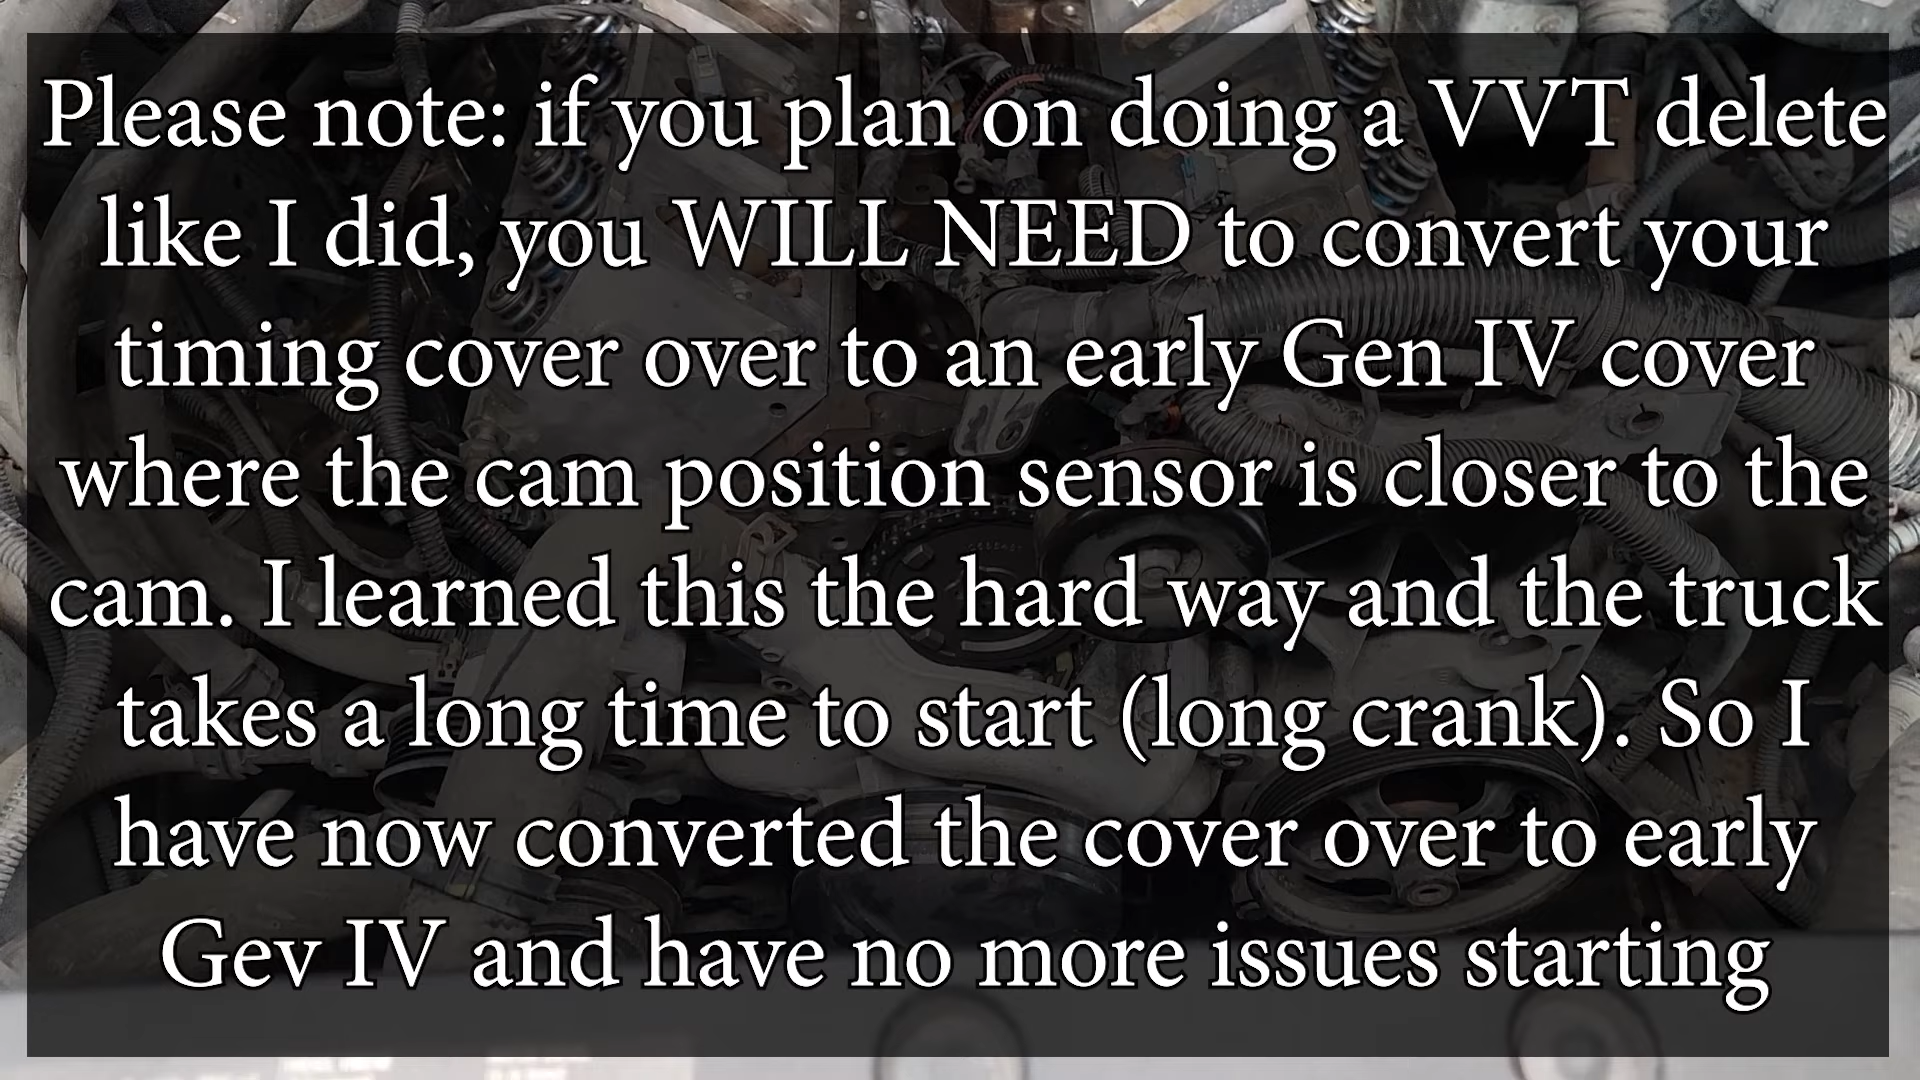 Please note: if you plan on doing a VVT delete
like I did, you WILL NEED to convert your
timing cover over to an early Gen IV cover
where the cam position sensor is closer to the
cam. I learned this the hard way and the truck
takes a long time to start (long crank). So I
have now converted the cover over to early
Gev IV and have no more issues starting